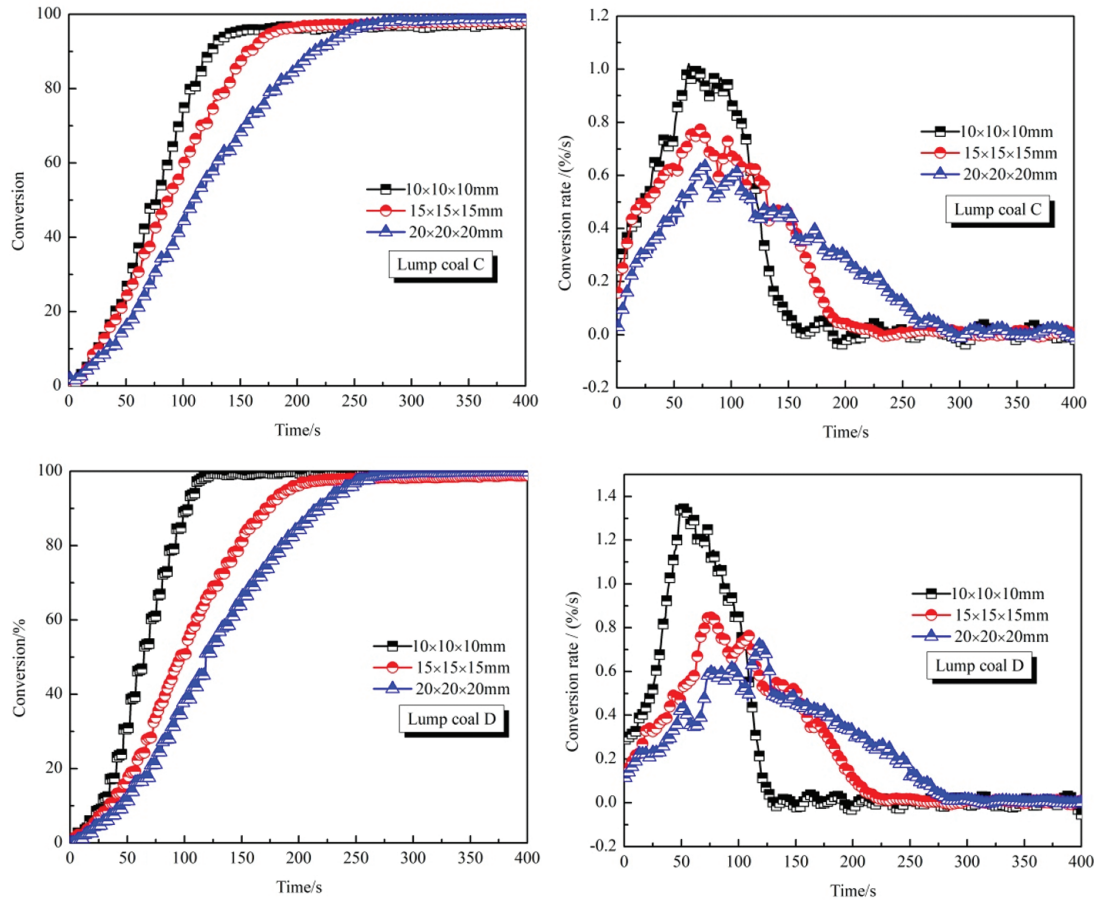 100
80
60
40
20
0
Conversion
10×10×10mm
15×15×15mm
20×20×20mm
Lump coal C
0 50 100 150 200 250 300 350 400
Time/s
1.2
1.0
0.8
0.6
0.4
0.2
0.0
-0.2
Conversion rate /(%/s)
10×10×10mm
15×15×15mm
20×20×20mm
Lump coal C
0 50 100 150 200 250 300 350 400
Time/s
100
80
60
40
20
0
Conversion/%
10×10×10mm
15×15×15mm
20×20×20mm
Lump coal D
0 50 100 150 200 250 300 350 400
Time/s
1.4
1.2
1.0
0.8
0.6
0.4
0.2
0.0
-0.2
Conversion rate / (%/s)
10×10×10mm
15×15×15mm
20×20×20mm
Lump coal D
0 50 100 150 200 250 300 350 400
Time/s